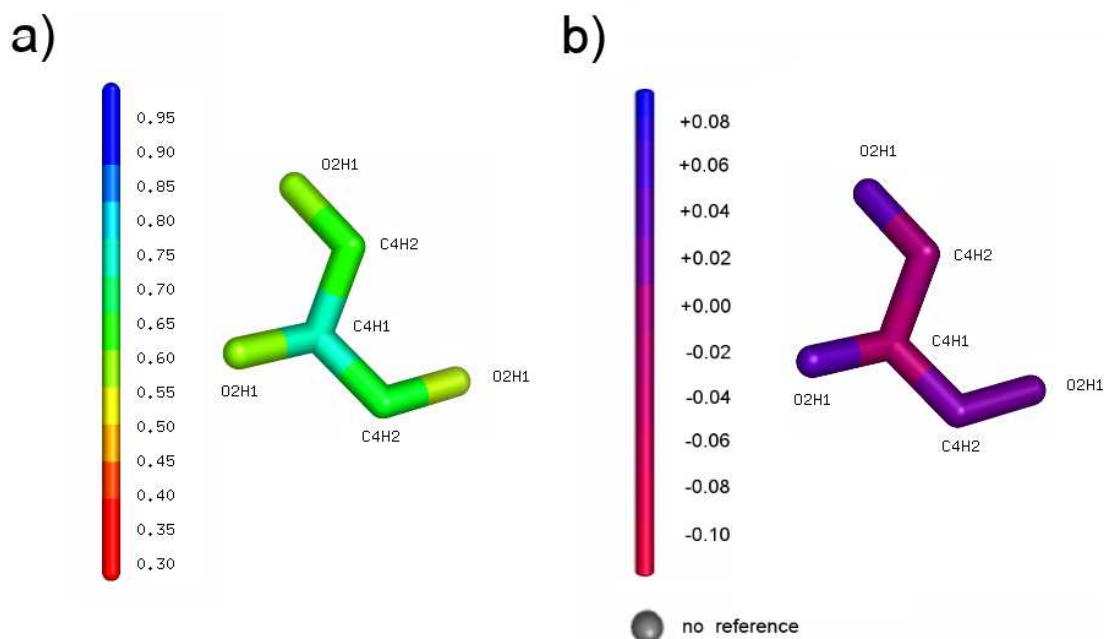 a)
0.95
0.90
0.85
0.80
0.75
0.70
0.65
0.60
0.55
0.50
0.45
0.40
0.35
0.30
O2H1
C4H2
C4H1
O2H1
O2H1
C4H2
b)
+0.08
+0.06
+0.04
+0.02
+0.00
-0.02
-0.04
-0.06
-0.08
-0.10
no reference
O2H1
C4H2
C4H1
O2H1
O2H1
C4H2